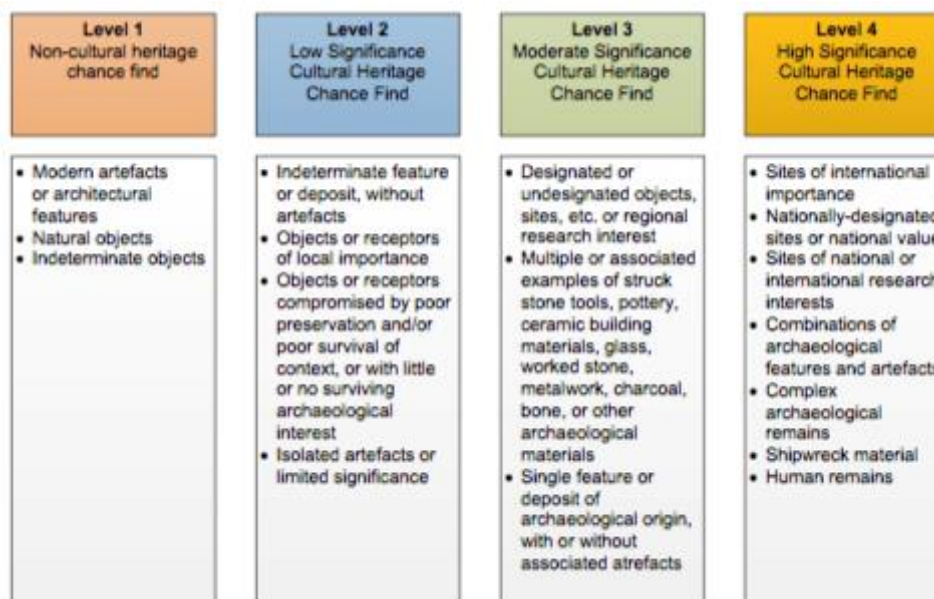 Level 1
Non-cultural heritage
chance find
• Modern artefacts
or architectural
features
• Natural objects
• Indeterminate objects
Level 2
Low Significance
Cultural Heritage
Chance Find
• Indeterminate feature
or deposit, without
artefacts
• Objects or receptors
of local importance
• Objects or receptors
compromised by poor
preservation and/or
poor survival of
context, or with little
or no surviving
archaeological
interest
• Isolated artefacts or
limited significance
Level 3
Moderate Significance
Cultural Heritage
Chance Find
• Designated or
undesignated objects,
sites, etc. or regional
research interest
• Multiple or associated
examples of struck
stone tools, pottery,
ceramic building
materials, glass,
worked stone,
metalwork, charcoal,
bone, or other
archaeological
materials
• Single feature or
deposit of
archaeological origin,
with or without
associated atrefacts
Level 4
High Significance
Cultural Heritage
Chance Find
• Sites of international
importance
• Nationally-designated
sites or national value
• Sites of national or
international research
interests
• Combinations of
archaeological
features and artefacts
• Complex
archaeological
remains
• Shipwreck material
• Human remains